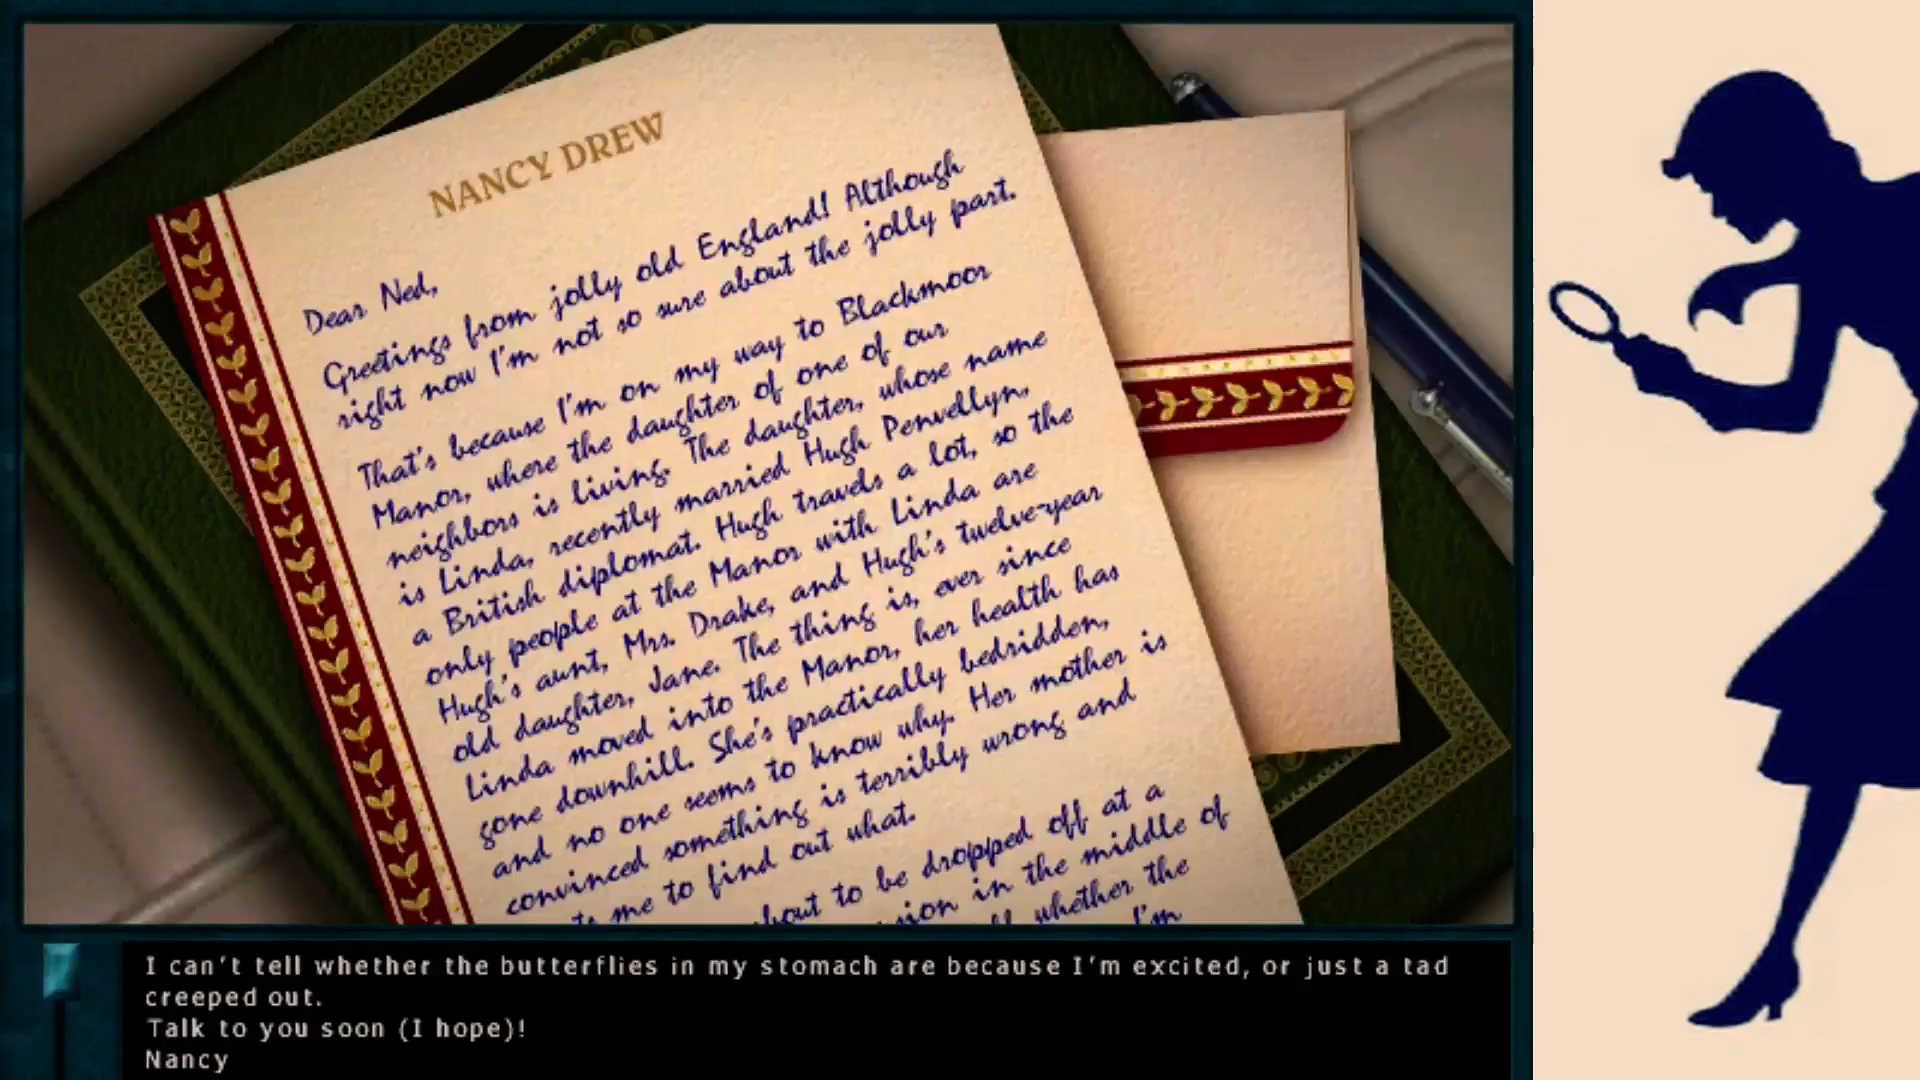 NANCY DREW
Dear Ned,
Greetings from jolly old England! Although
right now I'm not so sure about the jolly part.
That's because I'm on my way to Blackmoor
Manor, where the daughter of one of our
neighbors is living. The daughter, whose name
is Linda, recently married Hugh Penvellyn,
a British diplomat. Hugh travels a lot, so the
only people at the Manor with Linda are
Hugh's aunt, Mrs. Drake, and Hugh's twelve-year
old daughter, Jane. The thing is, ever since
Linda moved into the Manor, her health has
gone downhill. She's practically bedridden,
and no one seems to know why. Her mother is
convinced something is terribly wrong and
me to find out what.
to be dropped off at a
in the middle of
whether the
I'm
I can't tell whether the butterflies in my stomach are because I'm excited, or just a tad
creeped out.
Talk to you soon (I hope)!
Nancy